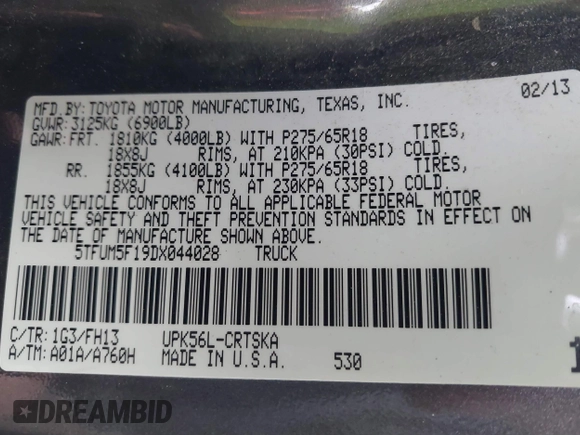 02/13
MFD.BY: TOYOTA MOTOR MANUFACTURING, TEXAS, INC.
GVWR: 3125KG (6900LB)
GAWR: FRT. 1810KG (4000LB) WITH P275/65R18 TIRES,
18X8J RIMS, AT 210KPA (30PSI) COLD.
RR. 1855KG (4100LB) WITH P275/65R18 TIRES,
18X8J RIMS, AT 230KPA (33PSI) COLD.
THIS VEHICLE CONFORMS TO ALL APPLICABLE FEDERAL MOTOR
VEHICLE SAFETY AND THEFT PREVENTION STANDARDS IN EFFECT ON
THE DATE OF MANUFACTURE SHOWN ABOVE.
5TFUM5F19DX044028 TRUCK
C/TR: 1G3/FH13 UPK56L-CRTSKA
A/TM: A01A/A760H MADE IN U.S.A. 530
DREAMBID